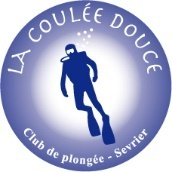 LA COULÉE DOUCE
Club de plongée - Sevrier